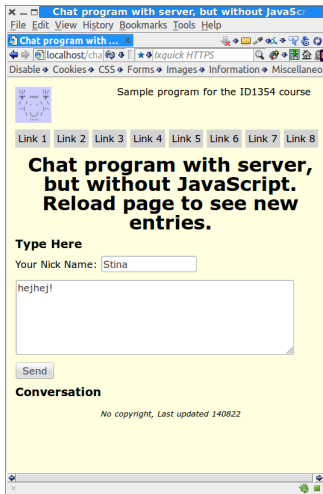 Chat program with server, but without JavaScr
File Edit View History Bookmarks Tools Help
Chat program with ...
localhost/cha
Ixquick HTTPS
Disable Cookies CSS Forms Images Information Miscellaneo
Sample program for the ID1354 course
Link 1 Link 2 Link 3 Link 4 Link 5 Link 6 Link 7 Link 8
Chat program with server,
but without JavaScript.
Reload page to see new
entries.
Type Here
Your Nick Name: Stina
hejhej!
Send
Conversation
No copyright, Last updated 140822